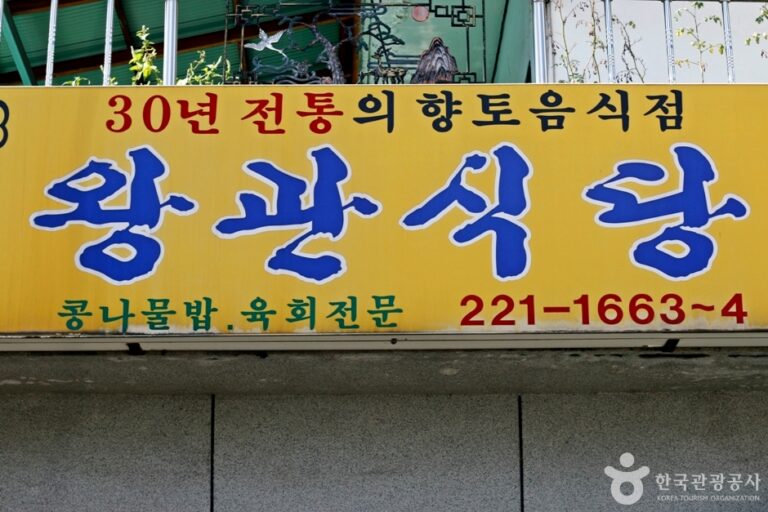 30년 전통의 향토음식점
왕관식당
콩나물밥.육회전문 221-1663~4
한국관광공사
KOREA TOURISM ORGANIZATION